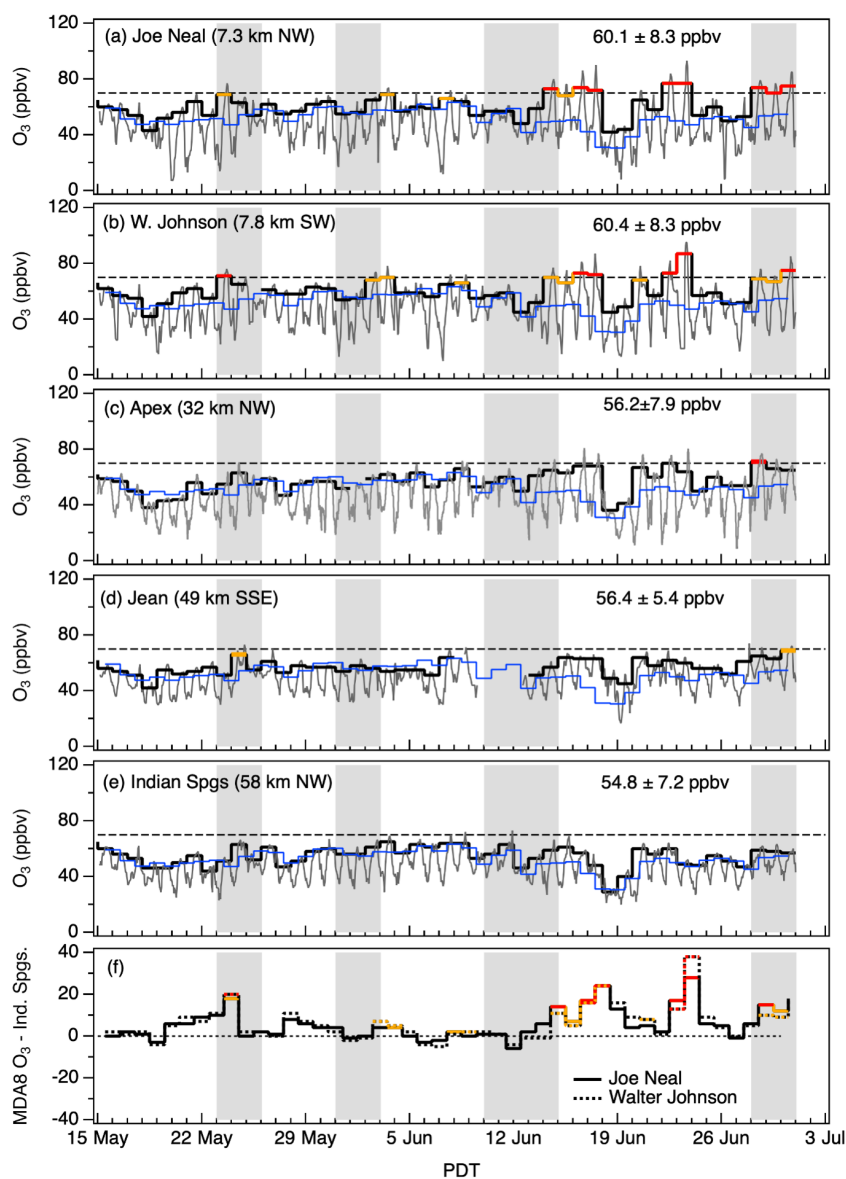 120
80
40
0
O3 (ppbv)
(a) Joe Neal (7.3 km NW)
60.1 ± 8.3 ppbv
120
80
40
0
O3 (ppbv)
(b) W. Johnson (7.8 km SW)
60.4 ± 8.3 ppbv
120
80
40
0
O3 (ppbv)
(c) Apex (32 km NW)
56.2±7.9 ppbv
120
80
40
0
O3 (ppbv)
(d) Jean (49 km SSE)
56.4 ± 5.4 ppbv
120
80
40
0
O3 (ppbv)
(e) Indian Spgs (58 km NW)
54.8 ± 7.2 ppbv
40
20
0
-20
-40
MDA8 O3 - Ind. Spgs.
(f)
Joe Neal
Walter Johnson
15 May 22 May 29 May 5 Jun 12 Jun 19 Jun 26 Jun 3 Jul
PDT